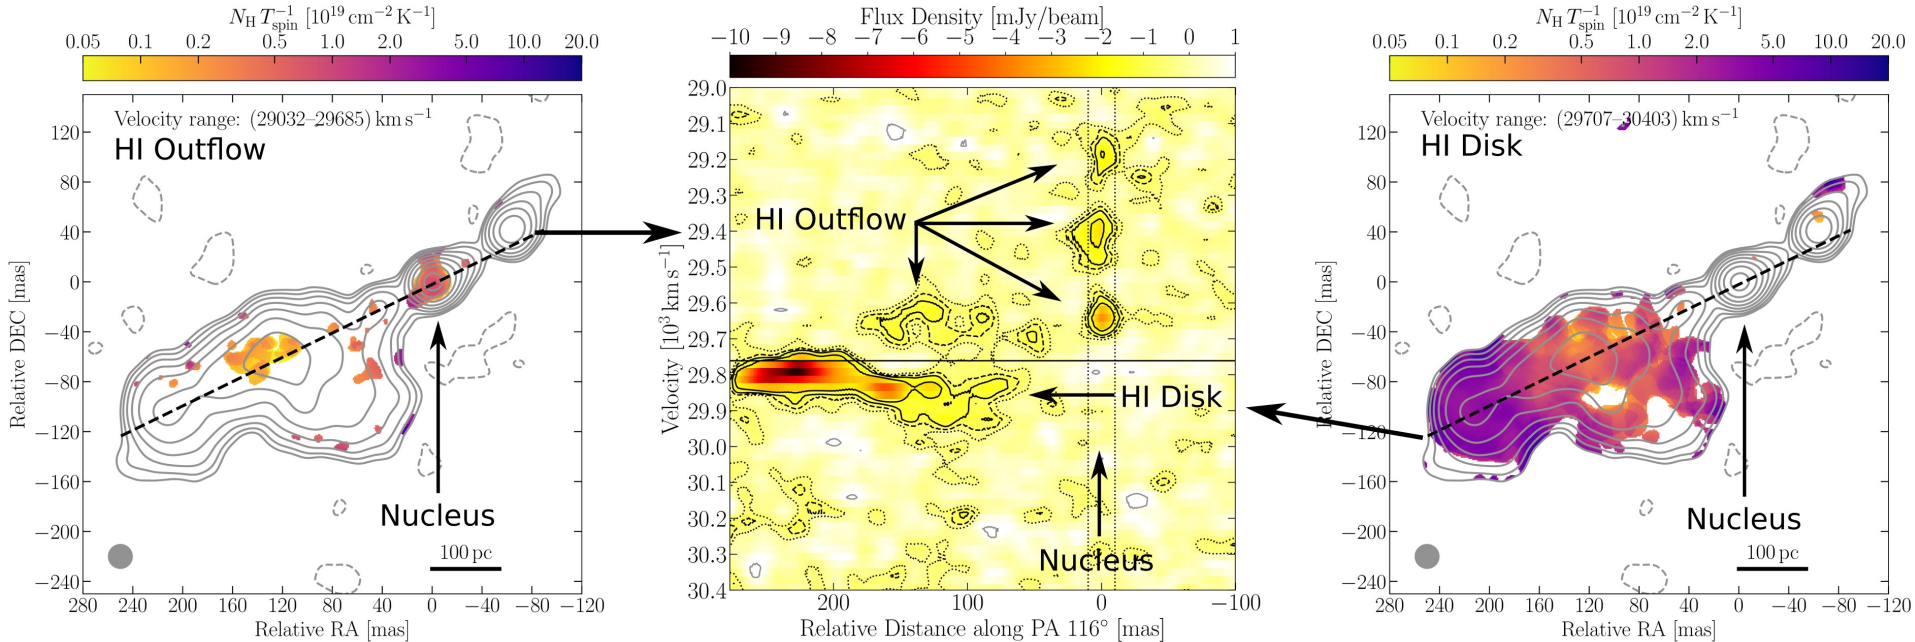 N_H T_spin^−1 [10^19 cm^−2 K^−1]
0.05 0.1 0.2 0.5 1.0 2.0 5.0 10.0 20.0
Velocity range: (29032–29685) km s^−1
HI Outflow
120
80
40
0
−40
−80
−120
−160
−200
−240
Relative DEC [mas]
Nucleus
100 pc
280 240 200 160 120 80 40 0 −40 −80 −120
Relative RA [mas]
Flux Density [mJy/beam]
−10 −9 −8 −7 −6 −5 −4 −3 −2 −1 0 1
29.0
29.1
29.2
29.3
29.4
29.5
29.6
29.7
29.8
29.9
30.0
30.1
30.2
30.3
30.4
Velocity [10^3 km s^−1]
HI Outflow
HI Disk
Nucleus
200 100 0 −100
Relative Distance along PA 116° [mas]
N_H T_spin^−1 [10^19 cm^−2 K^−1]
0.05 0.1 0.2 0.5 1.0 2.0 5.0 10.0 20.0
Velocity range: (29707–30403) km s^−1
HI Disk
120
80
40
0
−40
−80
−120
−160
−200
−240
Relative DEC [mas]
Nucleus
100 pc
280 240 200 160 120 80 40 0 −40 −80 −120
Relative RA [mas]